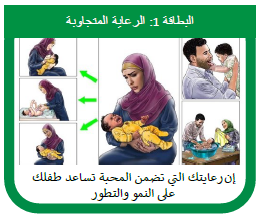 البطاقة 1: الرعاية المتجاوبة
إن رعايتك التي تضمن المحبة تساعد طفلك
على النمو والتطور